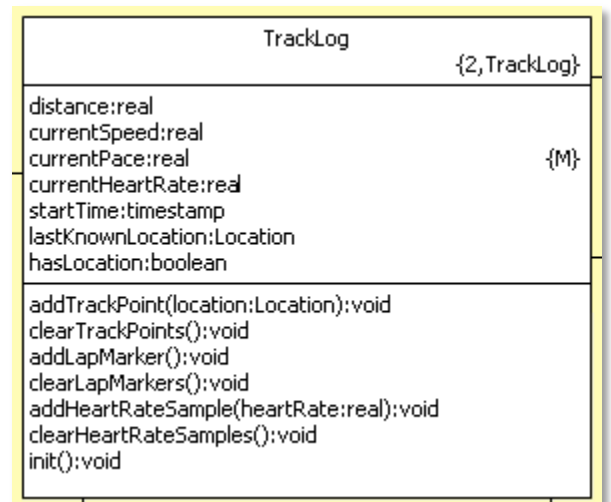 TrackLog
{2,TrackLog}
distance:real
currentSpeed:real
currentPace:real {M}
currentHeartRate:real
startTime:timestamp
lastKnownLocation:Location
hasLocation:boolean
addTrackPoint(location:Location):void
clearTrackPoints():void
addLapMarker():void
clearLapMarkers():void
addHeartRateSample(heartRate:real):void
clearHeartRateSamples():void
init():void